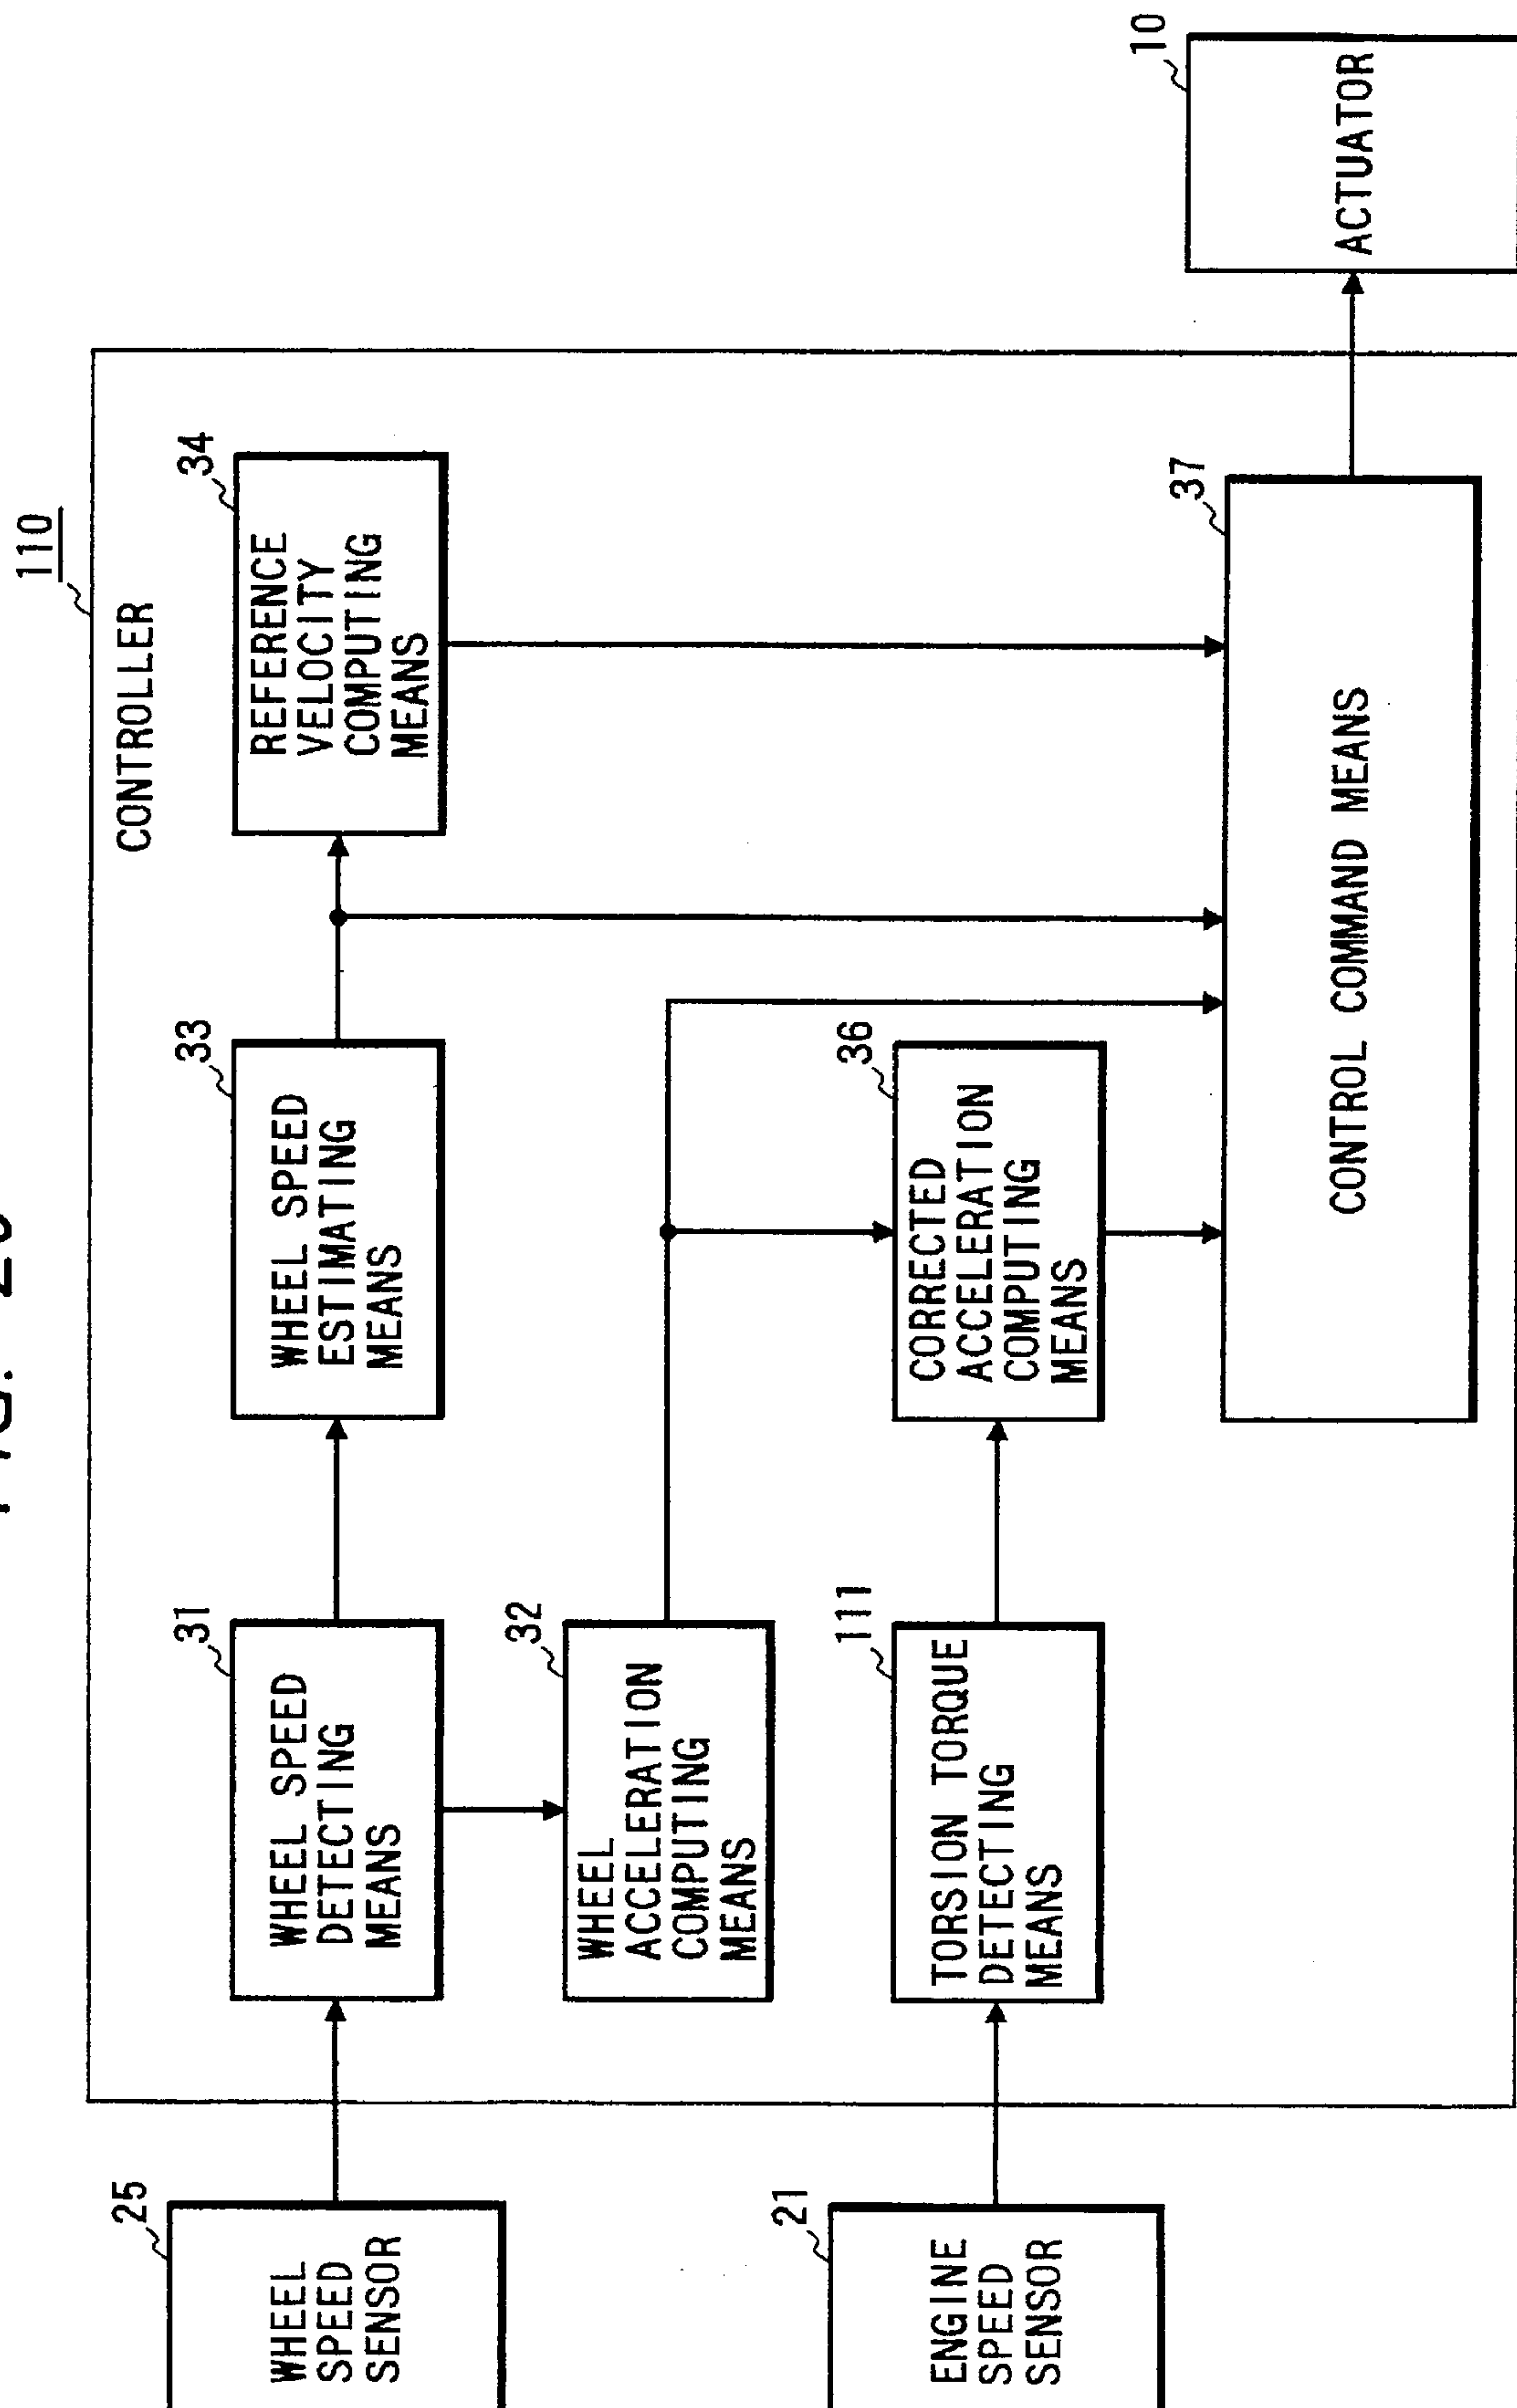 110
CONTROLLER
25
WHEEL
SPEED
SENSOR
31
WHEEL SPEED
DETECTING
MEANS
33
WHEEL SPEED
ESTIMATING
MEANS
34
REFERENCE
VELOCITY
COMPUTING
MEANS
32
WHEEL
ACCELERATION
COMPUTING
MEANS
21
ENGINE
SPEED
SENSOR
111
TORSION TORQUE
DETECTING
MEANS
36
CORRECTED
ACCELERATION
COMPUTING
MEANS
37
CONTROL COMMAND MEANS
10
ACTUATOR